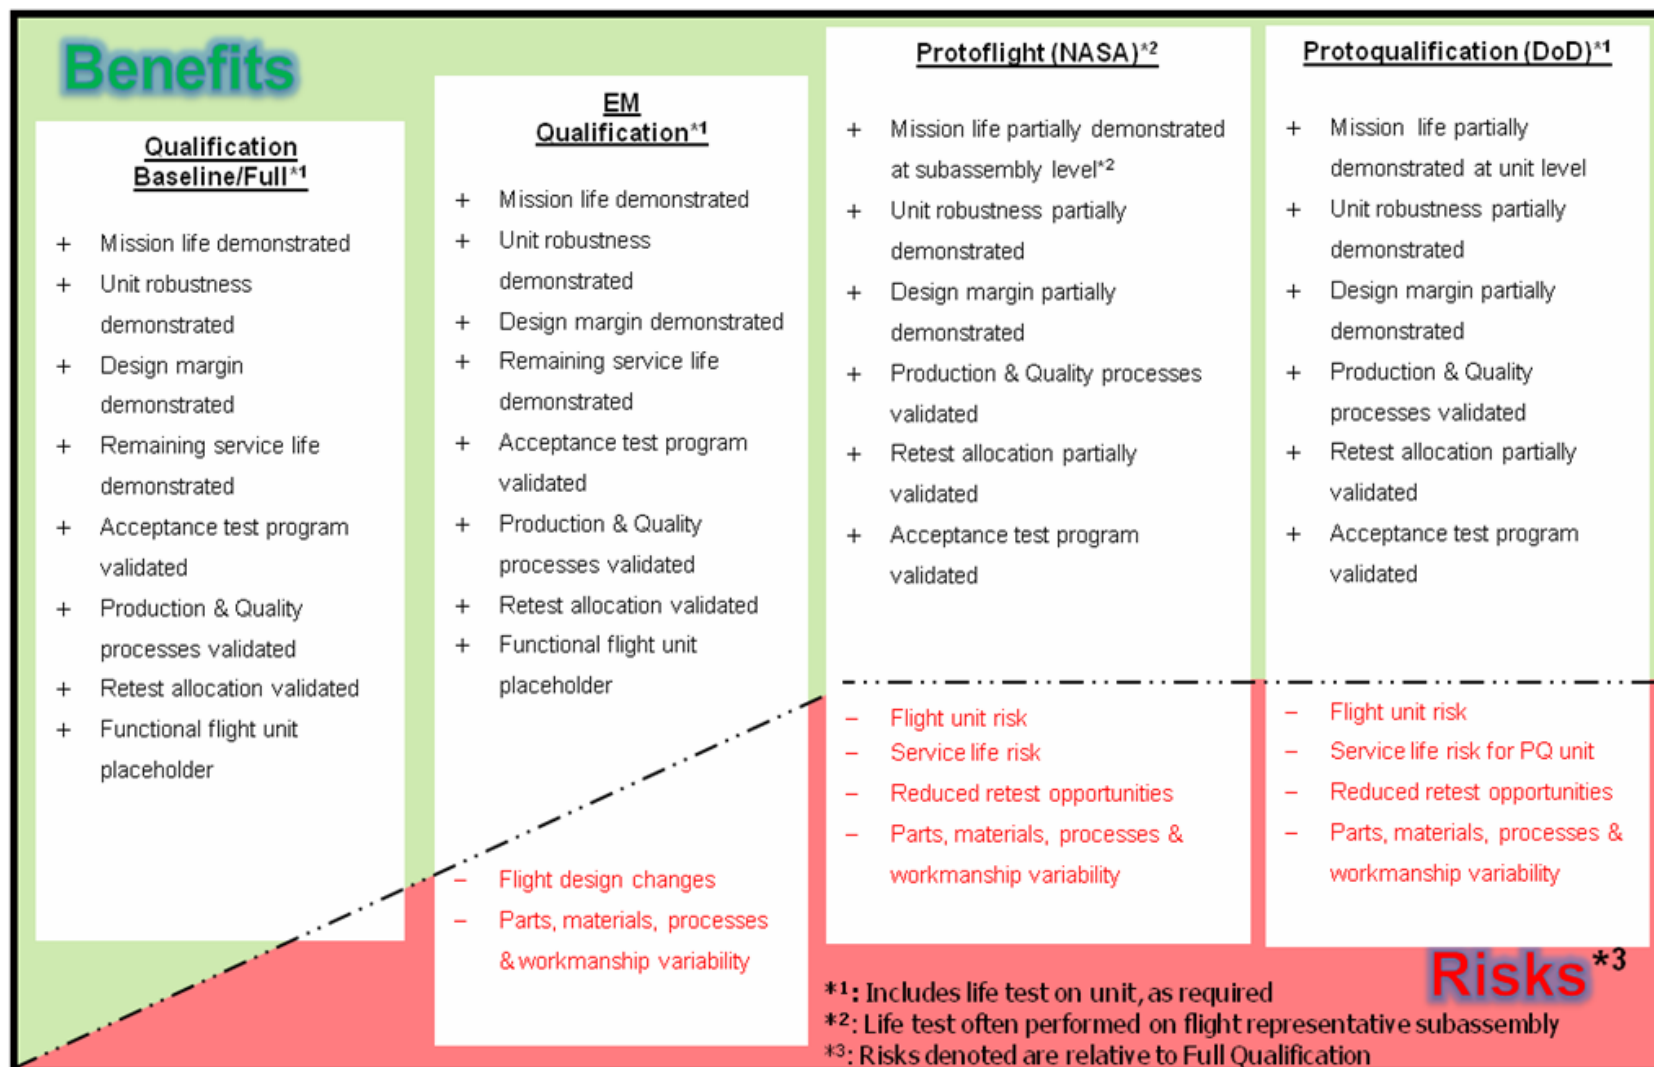 Benefits
Qualification
Baseline/Full*1
+ Mission life demonstrated
+ Unit robustness
demonstrated
+ Design margin
demonstrated
+ Remaining service life
demonstrated
+ Acceptance test program
validated
+ Production & Quality
processes validated
+ Retest allocation validated
+ Functional flight unit
placeholder
EM
Qualification*1
+ Mission life demonstrated
+ Unit robustness
demonstrated
+ Design margin demonstrated
+ Remaining service life
demonstrated
+ Acceptance test program
validated
+ Production & Quality
processes validated
+ Retest allocation validated
+ Functional flight unit
placeholder
– Flight design changes
– Parts, materials, processes
& workmanship variability
Protoflight (NASA)*2
+ Mission life partially demonstrated
at subassembly level*2
+ Unit robustness partially
demonstrated
+ Design margin partially
demonstrated
+ Production & Quality processes
validated
+ Retest allocation partially
validated
+ Acceptance test program
validated
– Flight unit risk
– Service life risk
– Reduced retest opportunities
– Parts, materials, processes &
workmanship variability
Protoqualification (DoD)*1
+ Mission life partially
demonstrated at unit level
+ Unit robustness partially
demonstrated
+ Design margin partially
demonstrated
+ Production & Quality
processes validated
+ Retest allocation partially
validated
+ Acceptance test program
validated
– Flight unit risk
– Service life risk for PQ unit
– Reduced retest opportunities
– Parts, materials, processes &
workmanship variability
Risks*3
*1: Includes life test on unit, as required
*2: Life test often performed on flight representative subassembly
*3: Risks denoted are relative to Full Qualification